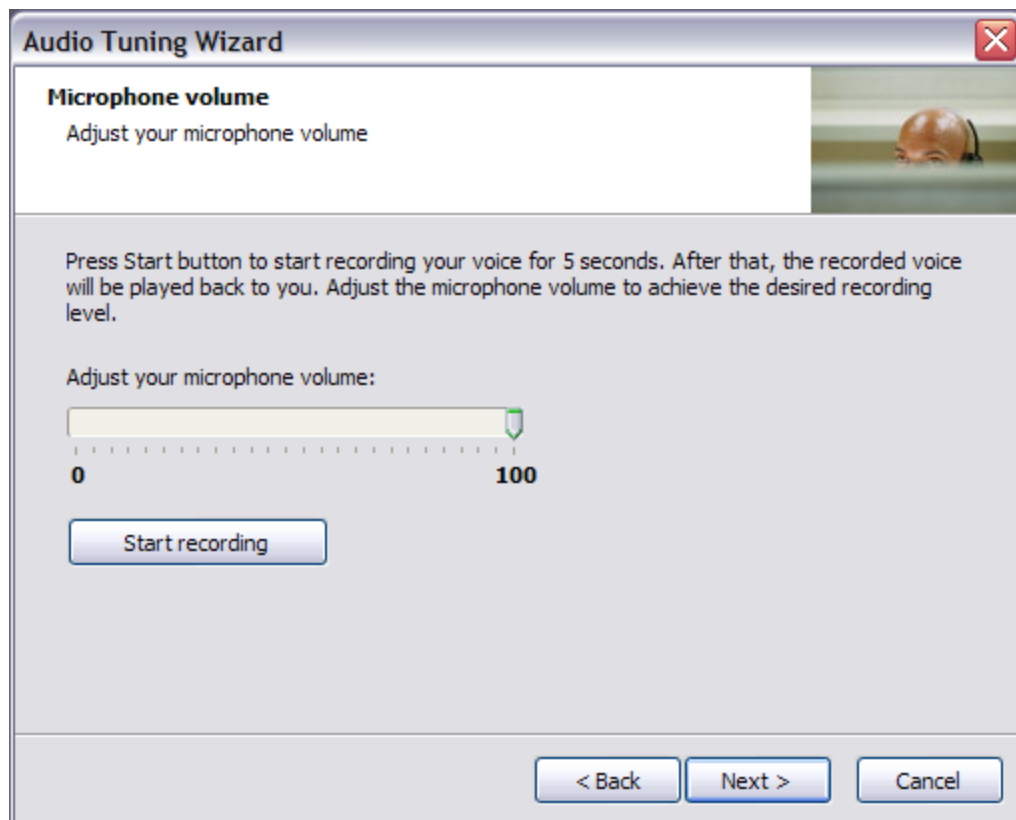 Audio Tuning Wizard
Microphone volume
Adjust your microphone volume
Press Start button to start recording your voice for 5 seconds. After that, the recorded voice
will be played back to you. Adjust the microphone volume to achieve the desired recording
level.
Adjust your microphone volume:
0 100
Start recording
< Back Next > Cancel